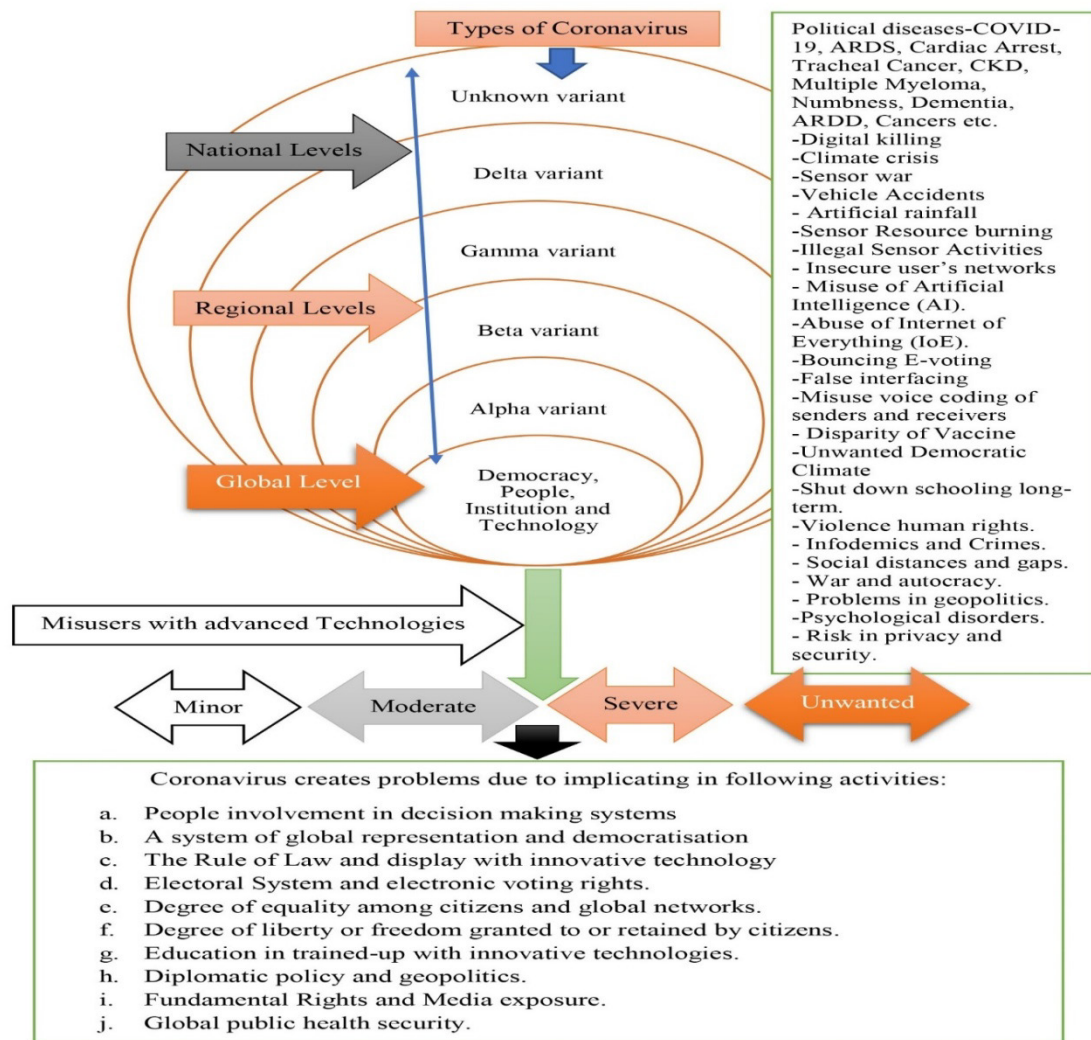 Types of Coronavirus
Unknown variant
National Levels
Delta variant
Gamma variant
Regional Levels
Beta variant
Alpha variant
Global Level
Democracy,
People,
Institution and
Technology
Political diseases-COVID-
19, ARDS, Cardiac Arrest,
Tracheal Cancer, CKD,
Multiple Myeloma,
Numbness, Dementia,
ARDD, Cancers etc.
-Digital killing
-Climate crisis
-Sensor war
-Vehicle Accidents
- Artificial rainfall
-Sensor Resource burning
-Illegal Sensor Activities
- Insecure user’s networks
- Misuse of Artificial
Intelligence (AI).
-Abuse of Internet of
Everything (IoE).
-Bouncing E-voting
-False interfacing
-Misuse voice coding of
senders and receivers
- Disparity of Vaccine
-Unwanted Democratic
Climate
-Shut down schooling long-
term.
-Violence human rights.
- Infodemics and Crimes.
- Social distances and gaps.
- War and autocracy.
- Problems in geopolitics.
-Psychological disorders.
- Risk in privacy and
security.
Misusers with advanced Technologies
Minor
Moderate
Severe
Unwanted
Coronavirus creates problems due to implicating in following activities:
a. People involvement in decision making systems
b. A system of global representation and democratisation
c. The Rule of Law and display with innovative technology
d. Electoral System and electronic voting rights.
e. Degree of equality among citizens and global networks.
f. Degree of liberty or freedom granted to or retained by citizens.
g. Education in trained-up with innovative technologies.
h. Diplomatic policy and geopolitics.
i. Fundamental Rights and Media exposure.
j. Global public health security.